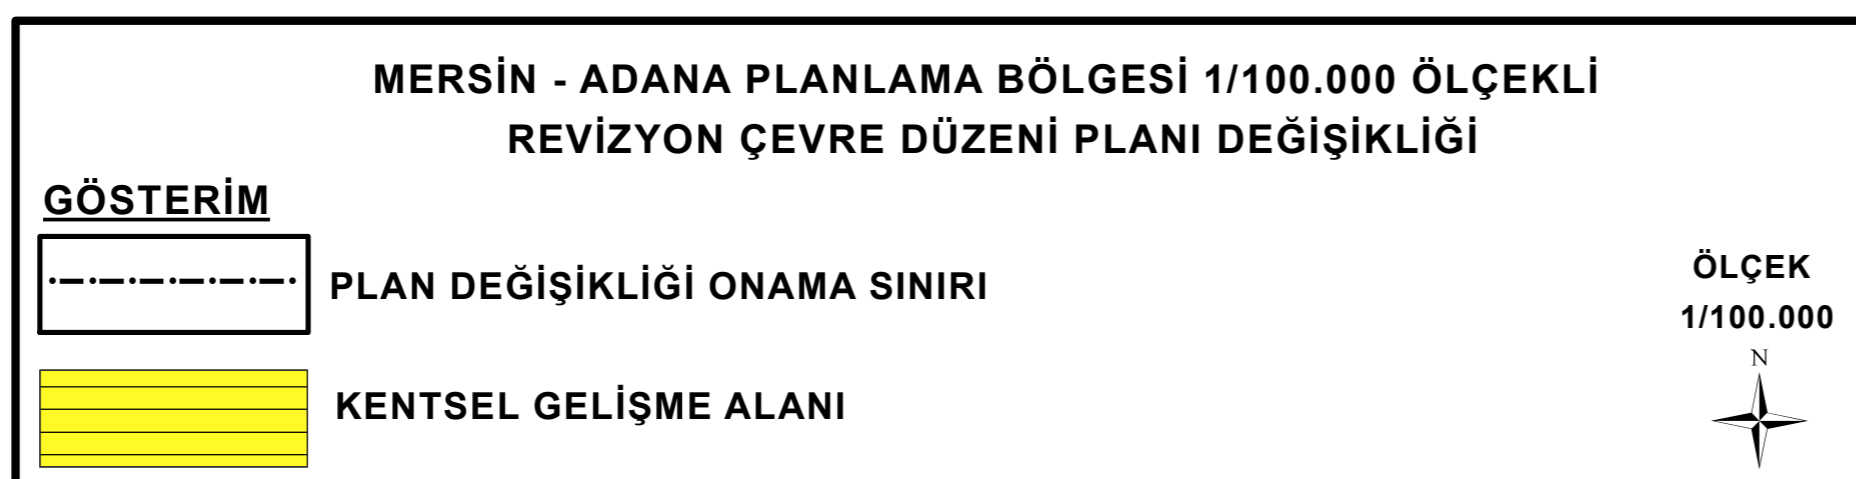 MERSİN - ADANA PLANLAMA BÖLGESİ 1/100.000 ÖLÇEKLİ
REVİZYON ÇEVRE DÜZENİ PLANI DEĞİŞİKLİĞİ
GÖSTERİM
PLAN DEĞİŞİKLİĞİ ONAMA SINIRI
ÖLÇEK
1/100.000
N
KENTSEL GELİŞME ALANI